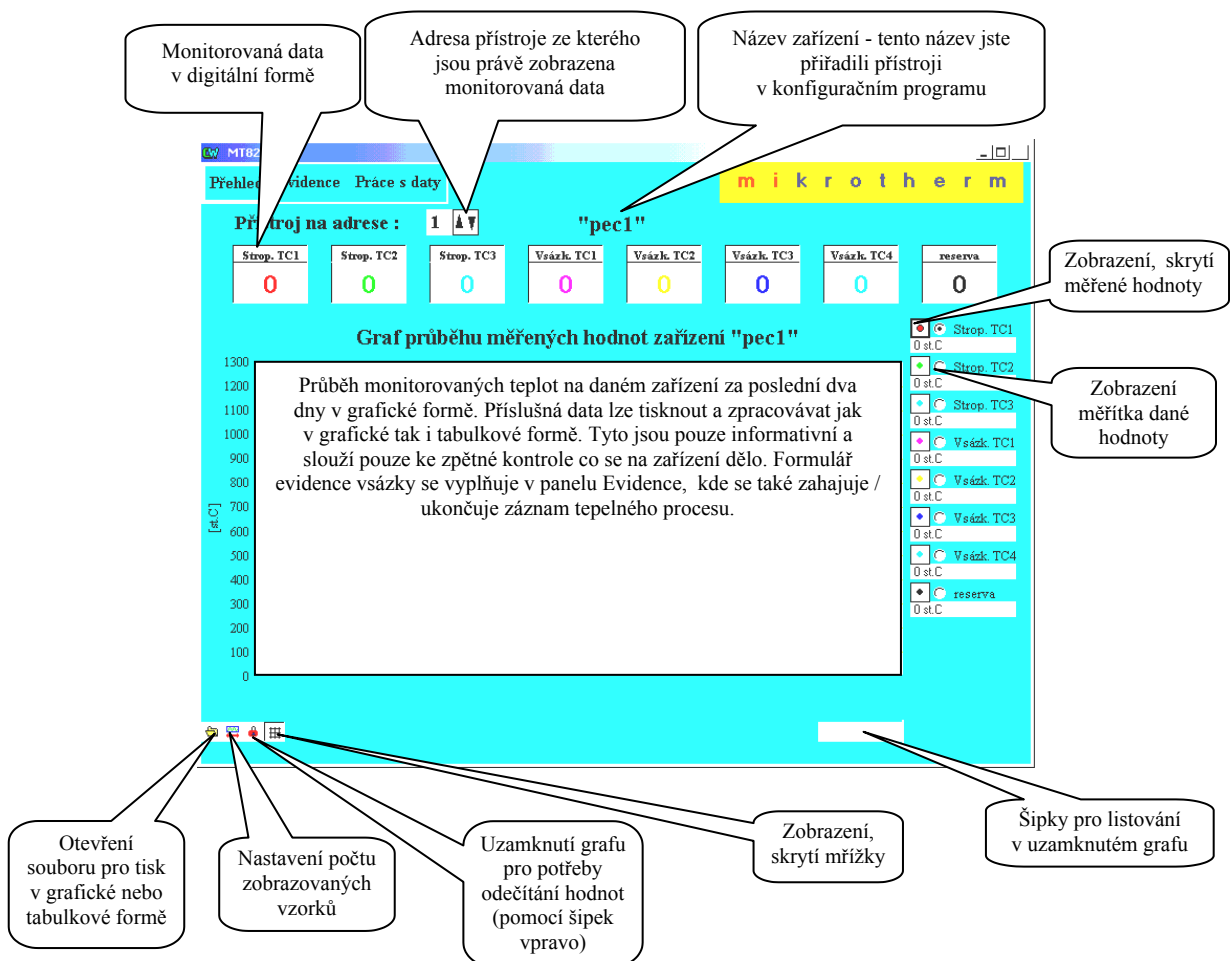 Monitorovaná data
v digitální formě
Adresa přístroje ze kterého
jsou právě zobrazena
monitorovaná data
Název zařízení - tento název jste
přiřadili přístroji
v konfiguračním programu
MT82
Přehled
vidence
Práce s daty
mikrotherm
Přístroj na adrese : 1
"pec1"
Strop. TC1
Strop. TC2
Strop. TC3
Vsázk. TC1
Vsázk. TC2
Vsázk. TC3
Vsázk. TC4
reserva
0
0
0
0
0
0
0
0
Zobrazení, skrytí
měřené hodnoty
Graf průběhu měřených hodnot zařízení "pec1"
Strop. TC1
0 st.C
Strop. TC2
0 st.C
Strop. TC3
0 st.C
Vsázk. TC1
0 st.C
Vsázk. TC2
0 st.C
Vsázk. TC3
0 st.C
Vsázk. TC4
0 st.C
reserva
0 st.C
Zobrazení
měřítka dané
hodnoty
1300
1200
1100
1000
900
800
700
600
500
400
300
200
100
0
[st.C]
Průběh monitorovaných teplot na daném zařízení za poslední dva
dny v grafické formě. Příslušná data lze tisknout a zpracovávat jak
v grafické tak i tabulkové formě. Tyto jsou pouze informativní a
slouží pouze ke zpětné kontrole co se na zařízení dělo. Formulář
evidence vsázky se vyplňuje v panelu Evidence, kde se také zahajuje /
ukončuje záznam tepelného procesu.
Otevření
souboru pro tisk
v grafické nebo
tabulkové formě
Nastavení počtu
zobrazovaných
vzorků
Uzamknutí grafu
pro potřeby
odečítání hodnot
(pomocí šipek
vpravo)
Zobrazení,
skrytí mřížky
Šipky pro listování
v uzamknutém grafu